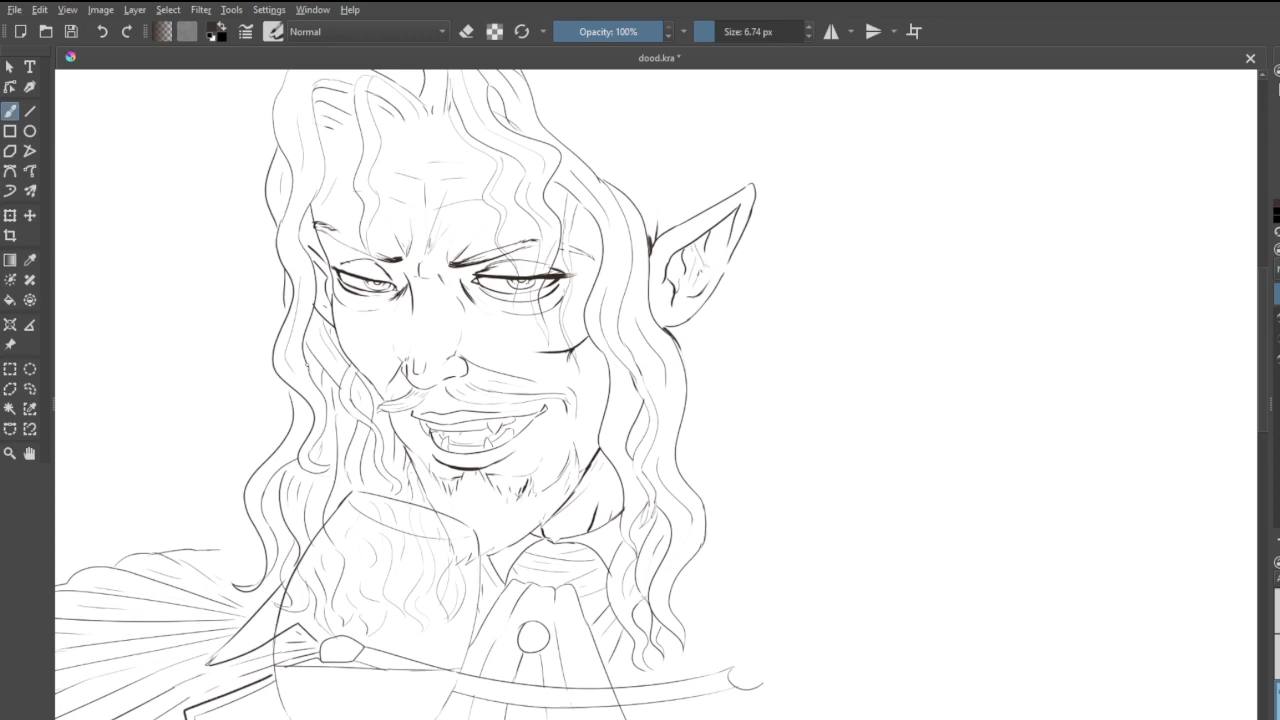 File Edit View Image Layer Select Filter Tools Settings Window Help
Normal Opacity: 100% Size: 6.74 px
dood.kra *